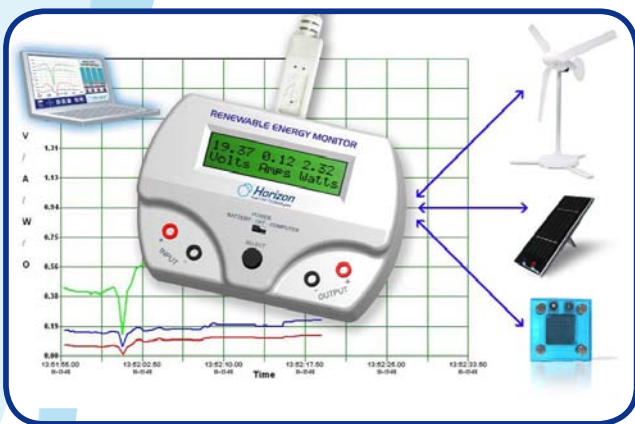 RENEWABLE ENERGY MONITOR
19.37 0.12 2.32
Volts Amps Watts
Horizon
POWER
BATTERY - OFF - COMPUTER
SELECT
+
-
INPUT
-
+
OUTPUT
V
/
A
/
W
/
O
1.31
1.13
0.94
0.75
0.56
0.38
0.19
0.00
13:51:55.00
13:52:02.50
13:52:10.00
13:52:17.50
13:52:25.00
13:52:33.50
Time